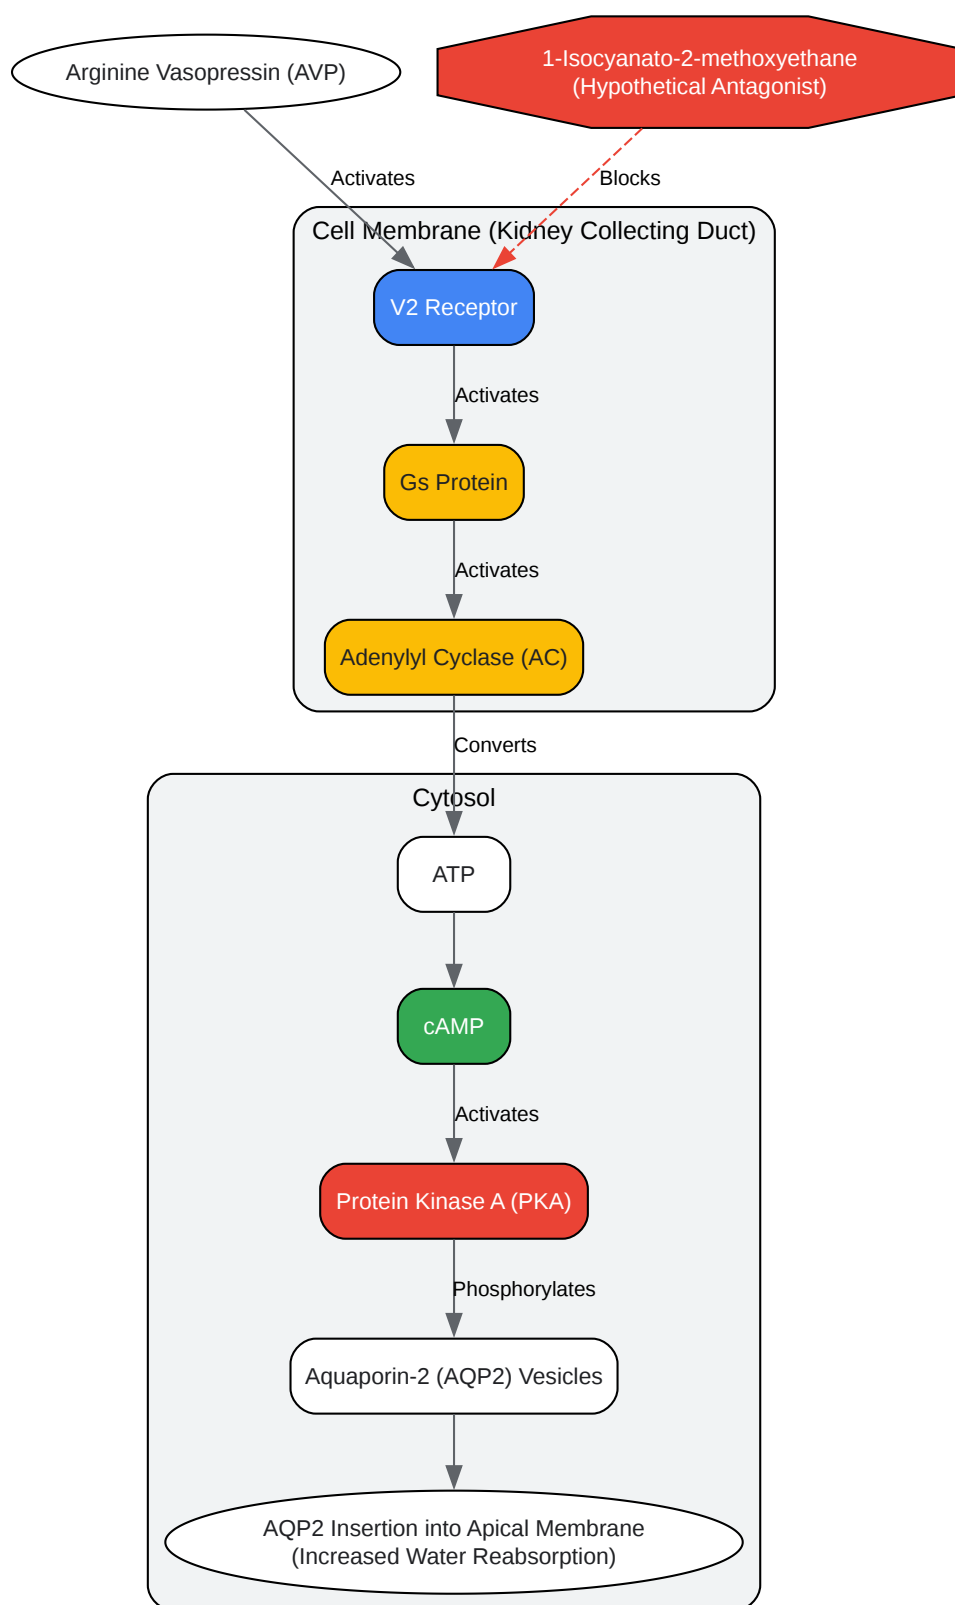 Arginine Vasopressin (AVP)
1-Isocyanato-2-methoxyethane
(Hypothetical Antagonist)
Activates
Blocks
Cell Membrane (Kidney Collecting Duct)
V2 Receptor
Activates
Gs Protein
Activates
Adenylyl Cyclase (AC)
Converts
Cytosol
ATP
cAMP
Activates
Protein Kinase A (PKA)
Phosphorylates
Aquaporin-2 (AQP2) Vesicles
AQP2 Insertion into Apical Membrane
(Increased Water Reabsorption)